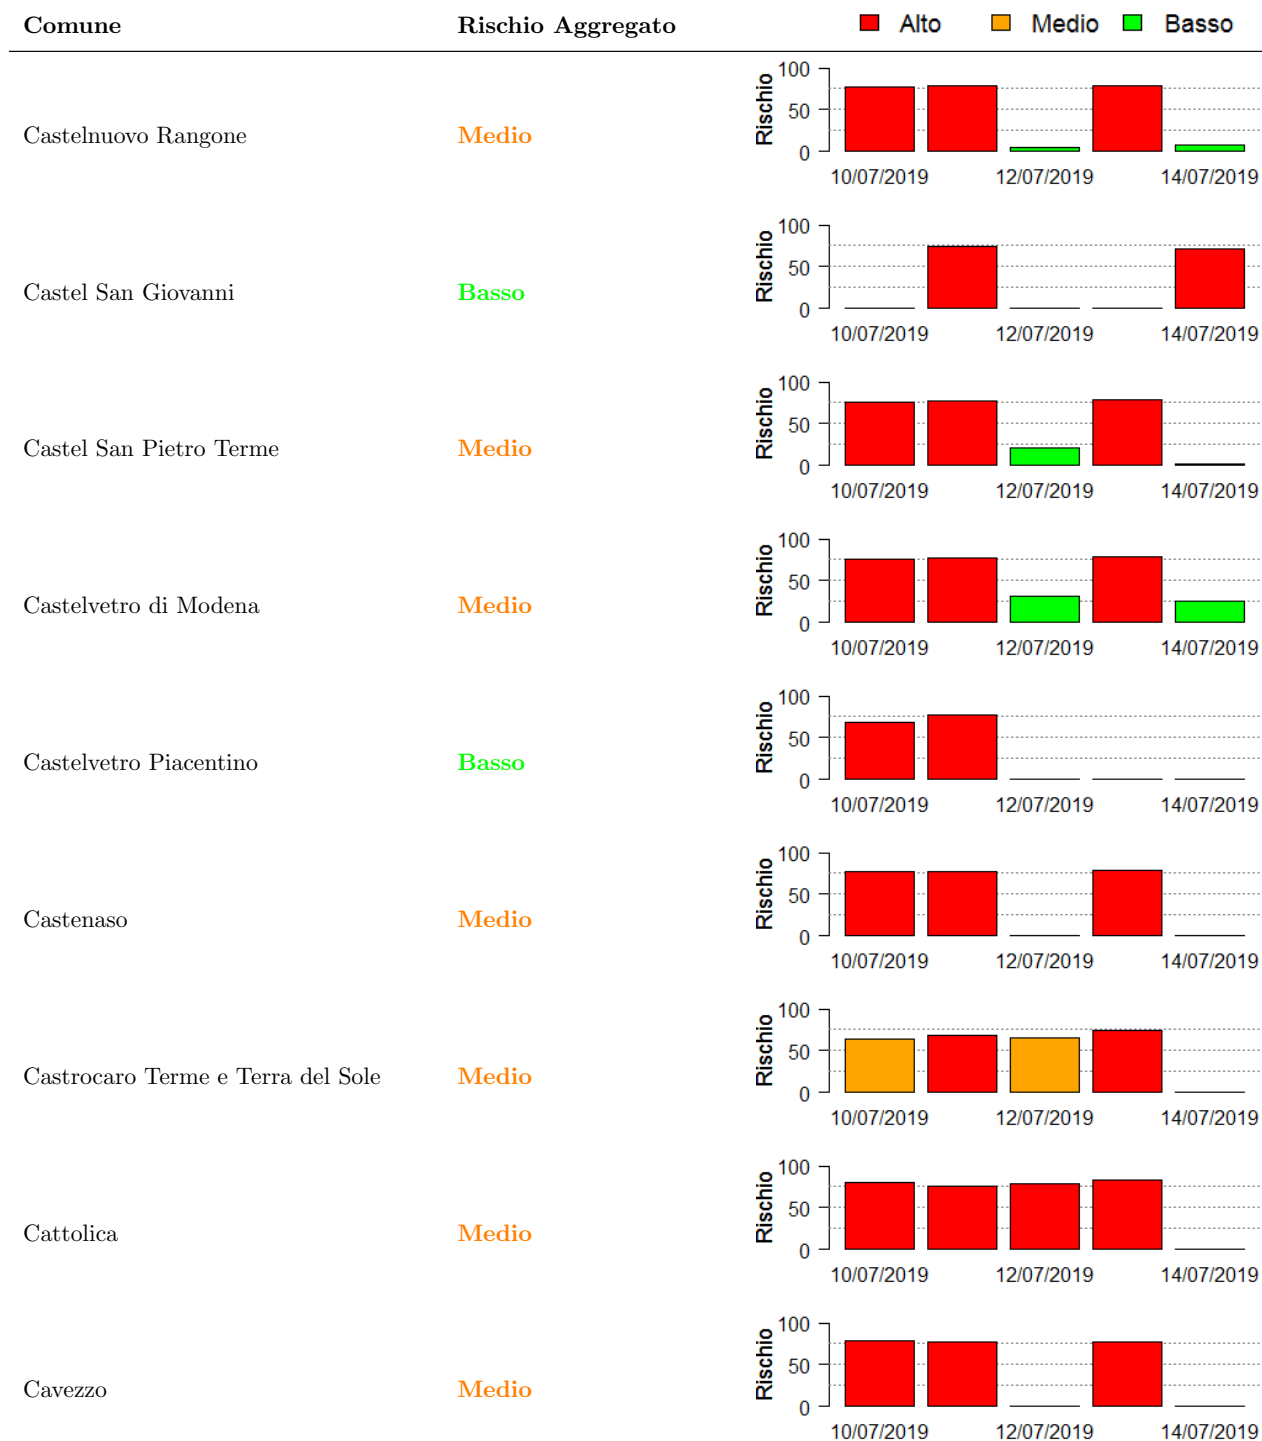 Comune Rischio Aggregato Alto Medio Basso
Castelnuovo Rangone Medio
Rischio
100
50
0
10/07/2019 12/07/2019 14/07/2019
Castel San Giovanni Basso
Rischio
100
50
0
10/07/2019 12/07/2019 14/07/2019
Castel San Pietro Terme Medio
Rischio
100
50
0
10/07/2019 12/07/2019 14/07/2019
Castelvetro di Modena Medio
Rischio
100
50
0
10/07/2019 12/07/2019 14/07/2019
Castelvetro Piacentino Basso
Rischio
100
50
0
10/07/2019 12/07/2019 14/07/2019
Castenaso Medio
Rischio
100
50
0
10/07/2019 12/07/2019 14/07/2019
Castrocaro Terme e Terra del Sole Medio
Rischio
100
50
0
10/07/2019 12/07/2019 14/07/2019
Cattolica Medio
Rischio
100
50
0
10/07/2019 12/07/2019 14/07/2019
Cavezzo Medio
Rischio
100
50
0
10/07/2019 12/07/2019 14/07/2019